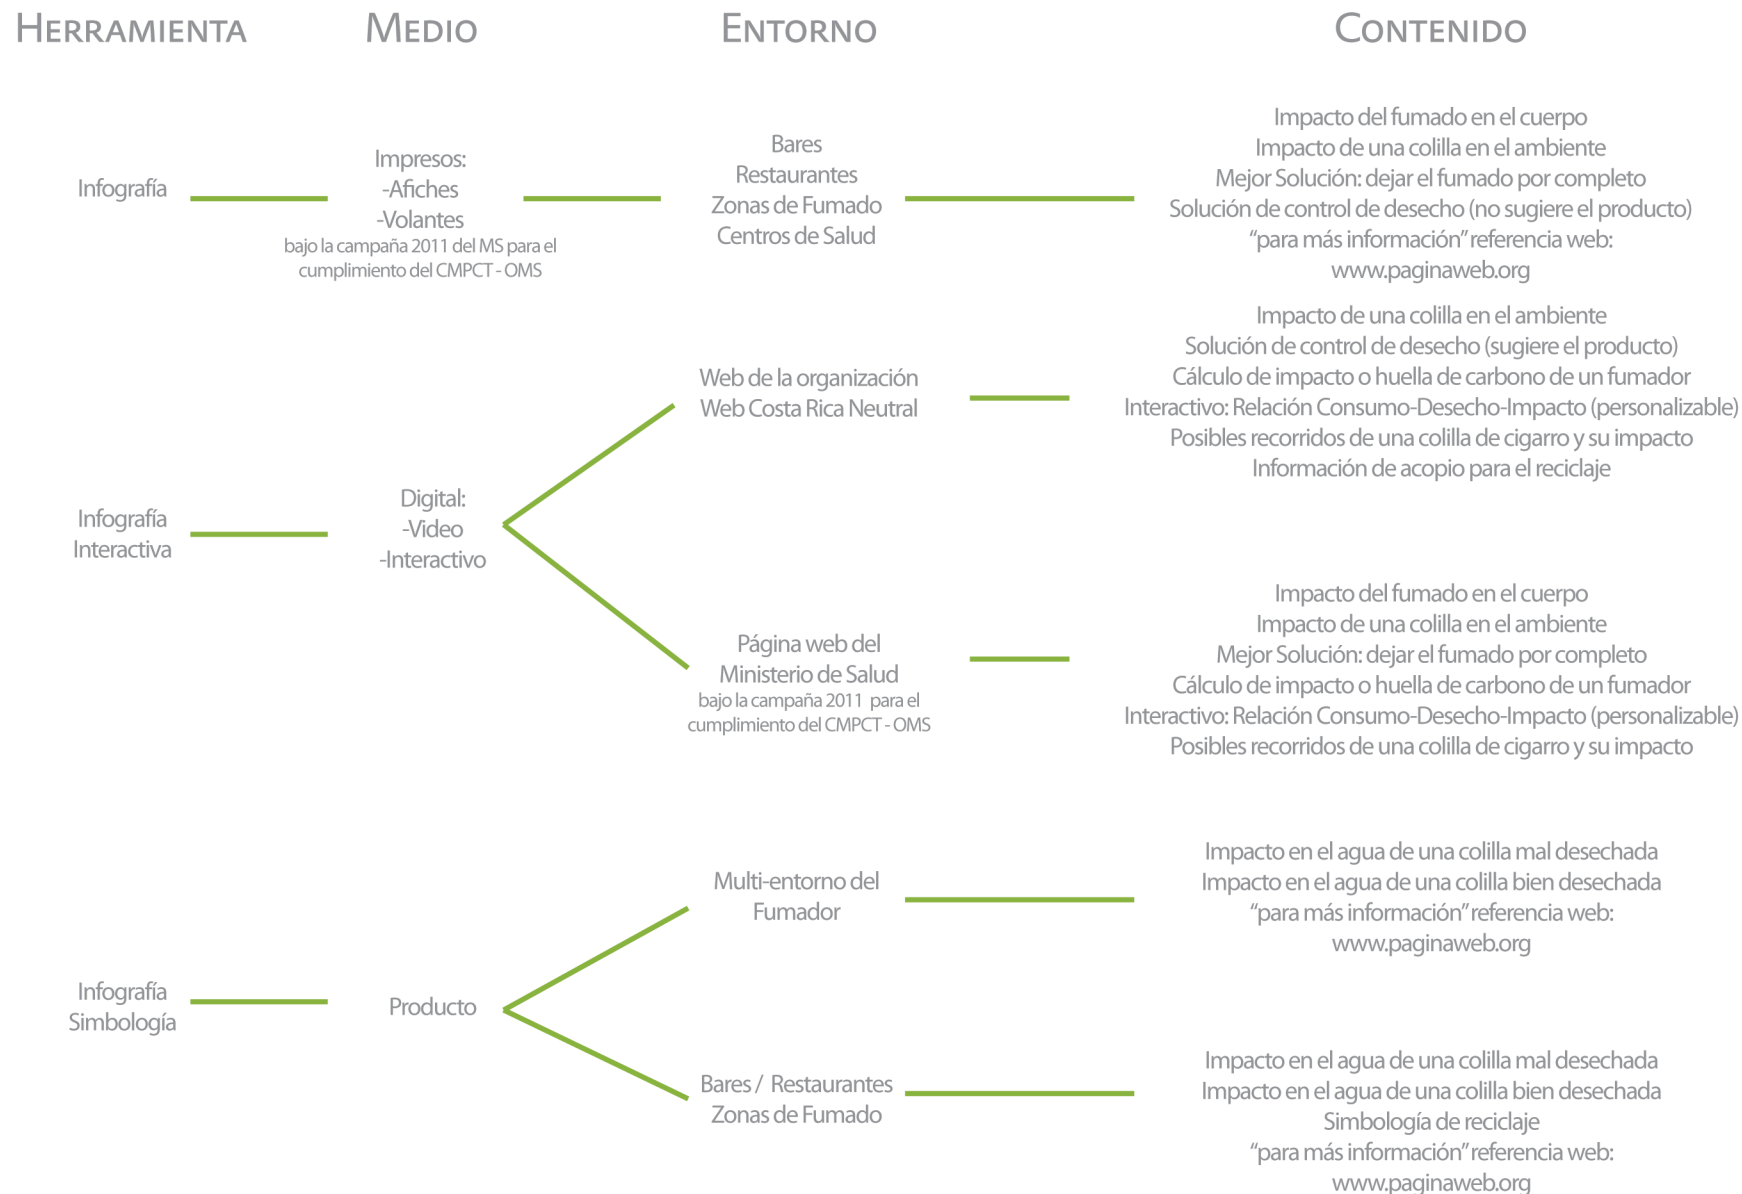 HERRAMIENTA
MEDIO
ENTORNO
CONTENIDO
Infografía
Impresos:
-Afiches
-Volantes
bajo la campaña 2011 del MS para el
cumplimiento del CMPCT - OMS
Bares
Restaurantes
Zonas de Fumado
Centros de Salud
Impacto del fumado en el cuerpo
Impacto de una colilla en el ambiente
Mejor Solución: dejar el fumado por completo
Solución de control de desecho (no sugiere el producto)
“para más información” referencia web:
www.paginaweb.org
Infografía
Interactiva
Digital:
-Video
-Interactivo
Web de la organización
Web Costa Rica Neutral
Impacto de una colilla en el ambiente
Solución de control de desecho (sugiere el producto)
Cálculo de impacto o huella de carbono de un fumador
Interactivo: Relación Consumo-Desecho-Impacto (personalizable)
Posibles recorridos de una colilla de cigarro y su impacto
Información de acopio para el reciclaje
Página web del
Ministerio de Salud
bajo la campaña 2011 para el
cumplimiento del CMPCT - OMS
Impacto del fumado en el cuerpo
Impacto de una colilla en el ambiente
Mejor Solución: dejar el fumado por completo
Cálculo de impacto o huella de carbono de un fumador
Interactivo: Relación Consumo-Desecho-Impacto (personalizable)
Posibles recorridos de una colilla de cigarro y su impacto
Infografía
Simbología
Producto
Multi-entorno del
Fumador
Impacto en el agua de una colilla mal desechada
Impacto en el agua de una colilla bien desechada
“para más información” referencia web:
www.paginaweb.org
Bares / Restaurantes
Zonas de Fumado
Impacto en el agua de una colilla mal desechada
Impacto en el agua de una colilla bien desechada
Simbología de reciclaje
“para más información” referencia web:
www.paginaweb.org